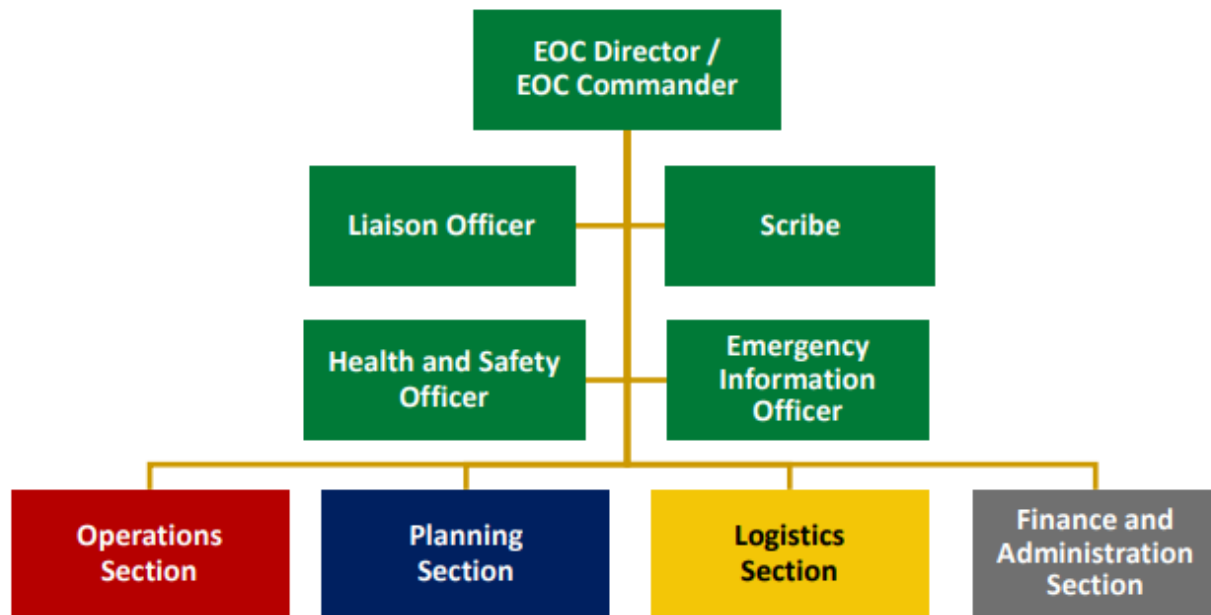 EOC Director /
EOC Commander
Liaison Officer
Scribe
Health and Safety
Officer
Emergency
Information
Officer
Operations
Section
Planning
Section
Logistics
Section
Finance and
Administration
Section